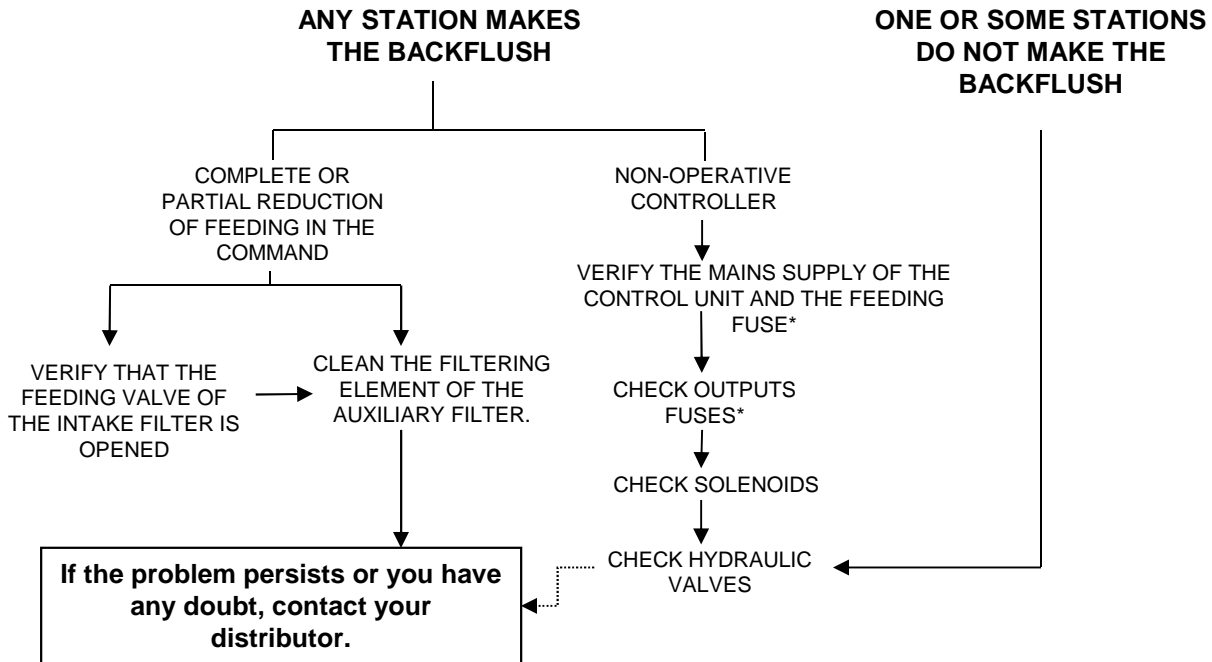 ANY STATION MAKES
THE BACKFLUSH
ONE OR SOME STATIONS
DO NOT MAKE THE
BACKFLUSH
COMPLETE OR
PARTIAL REDUCTION
OF FEEDING IN THE
COMMAND
NON-OPERATIVE
CONTROLLER
VERIFY THE MAINS SUPPLY OF THE
CONTROL UNIT AND THE FEEDING
FUSE*
VERIFY THAT THE
FEEDING VALVE OF
THE INTAKE FILTER IS
OPENED
CLEAN THE FILTERING
ELEMENT OF THE
AUXILIARY FILTER.
CHECK OUTPUTS
FUSES*
CHECK SOLENOIDS
CHECK HYDRAULIC
VALVES
If the problem persists or you have
any doubt, contact your
distributor.